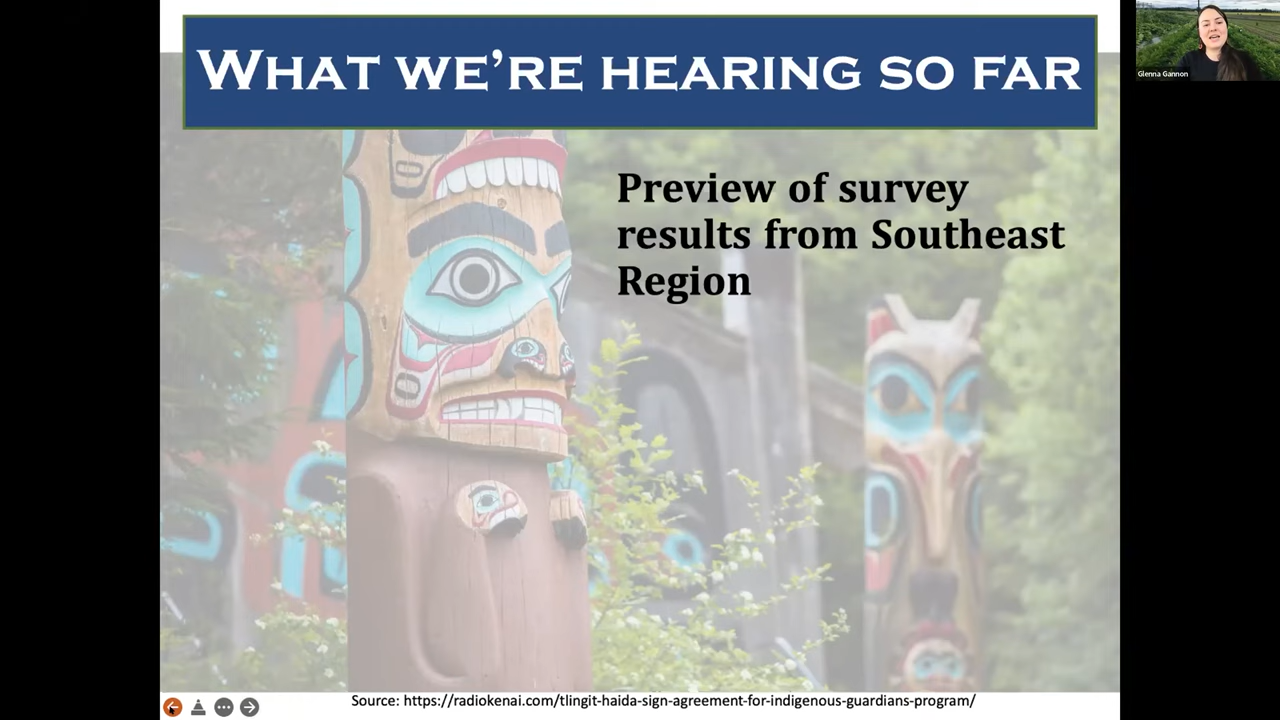 WHAT WE'RE HEARING SO FAR
Glenna Gannon
Preview of survey
results from Southeast
Region
Source: https://radiokenai.com/tlingit-haida-sign-agreement-for-indigenous-guardians-program/